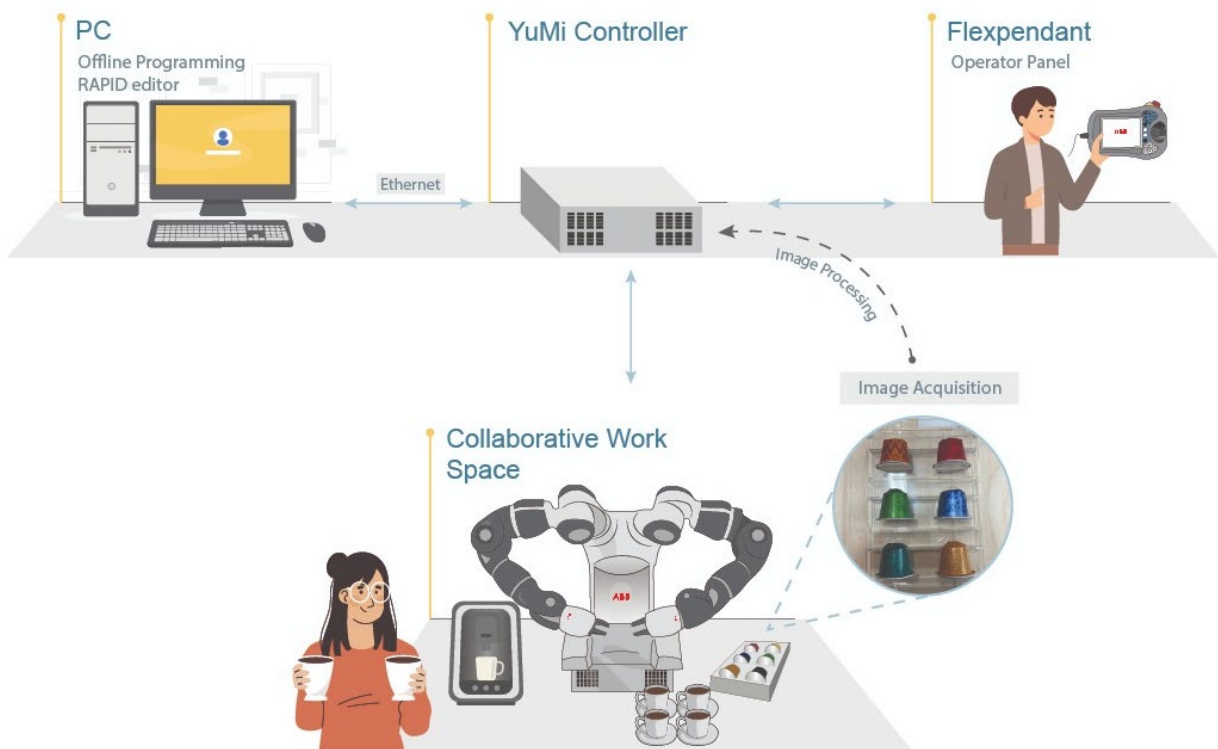 PC
Offline Programming
RAPID editor
YuMi Controller
Flexpendant
Operator Panel
ABB
Ethernet
Image Processing
Image Acquisition
Collaborative Work
Space
ABB